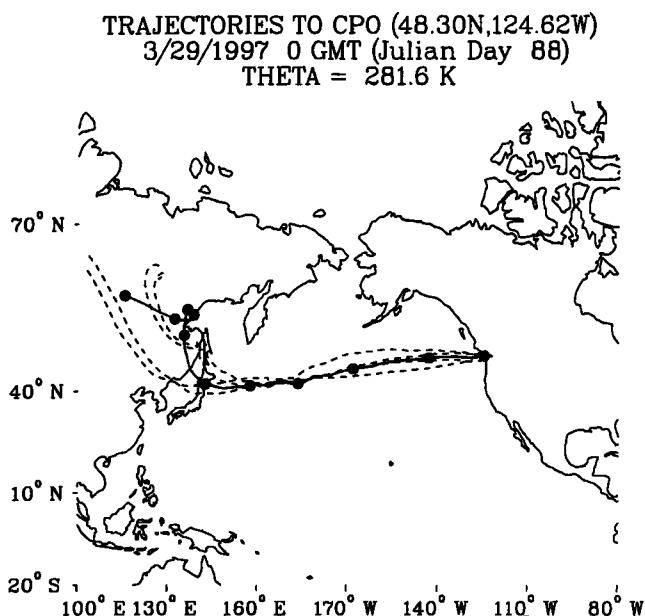 TRAJECTORIES TO CPO (48.30N,124.62W)
3/29/1997 0 GMT (Julian Day 88)
THETA = 281.6 K
70° N
40° N
10° N
20° S
100° E 130° E 160° E 170° W 140° W 110° W 80° W